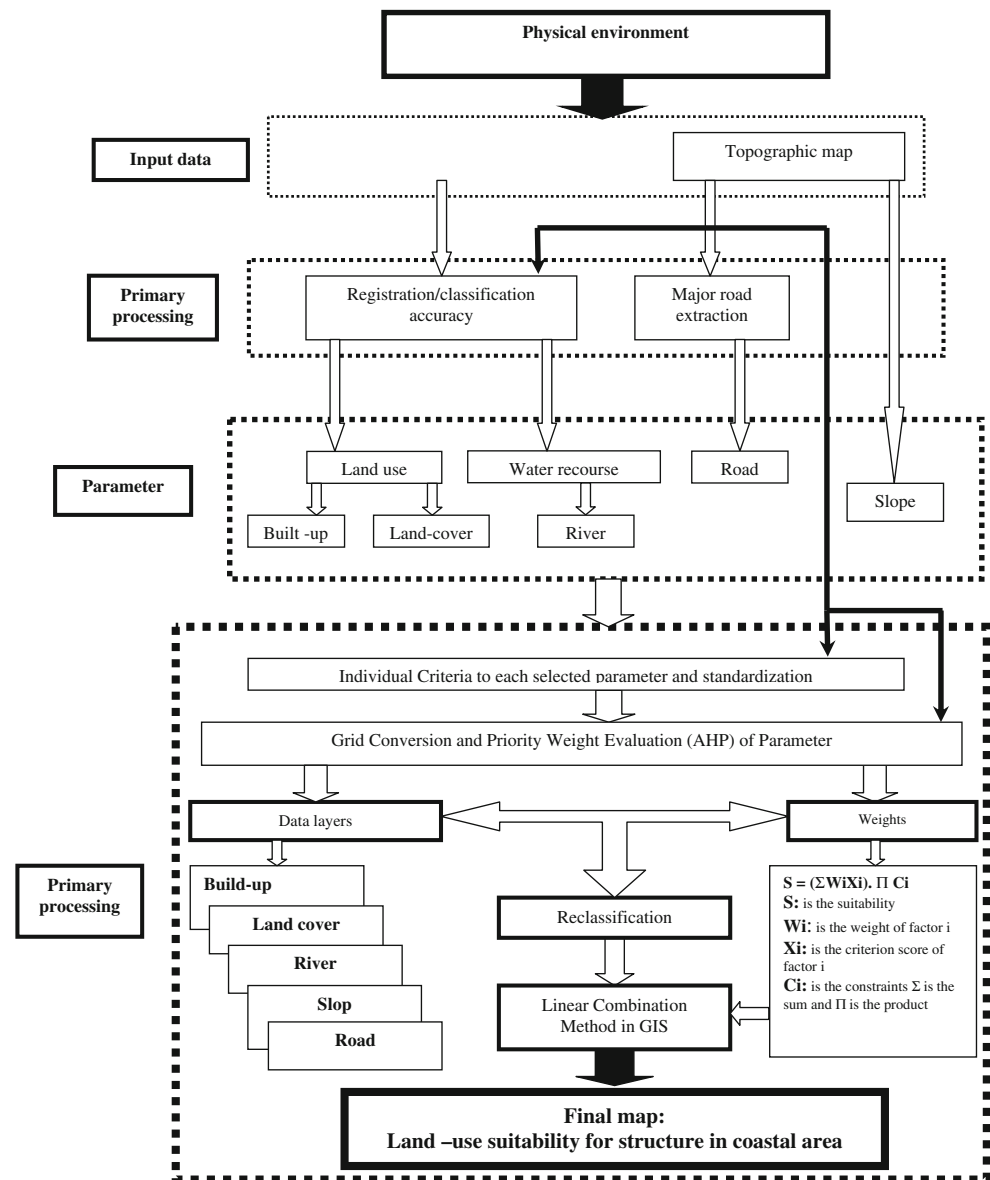 Physical environment
Input data
Topographic map
Primary
processing
Registration/classification
accuracy
Major road
extraction
Parameter
Land use
Water recourse
Road
Slope
Built -up
Land-cover
River
Individual Criteria to each selected parameter and standardization
Grid Conversion and Priority Weight Evaluation (AHP) of Parameter
Data layers
Weights
Primary
processing
Build-up
Land cover
River
Slop
Road
Reclassification
Linear Combination
Method in GIS
S = (ΣWiXi). Π Ci
S: is the suitability
Wi: is the weight of factor i
Xi: is the criterion score of
factor i
Ci: is the constraints Σ is the
sum and Π is the product
Final map:
Land –use suitability for structure in coastal area